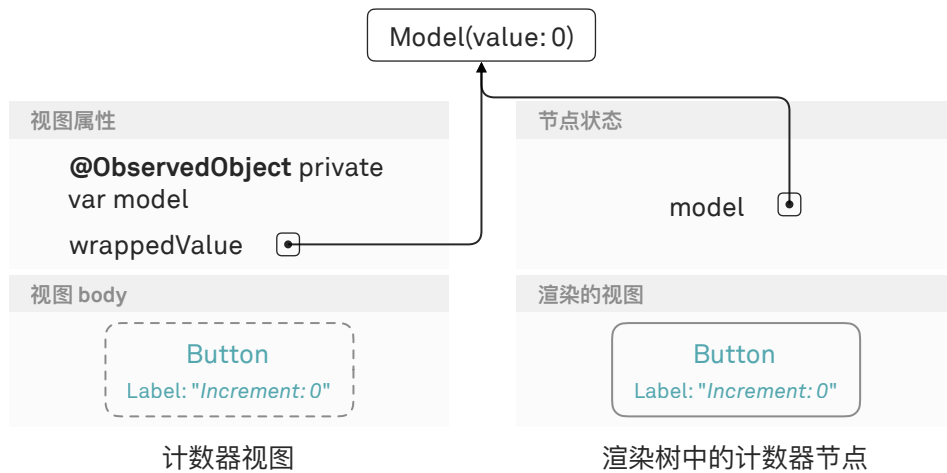 Model(value: 0)
视图属性
@ObservedObject private
var model
wrappedValue
视图 body
Button
Label: "Increment: 0"
计数器视图
节点状态
model
渲染的视图
Button
Label: "Increment: 0"
渲染树中的计数器节点